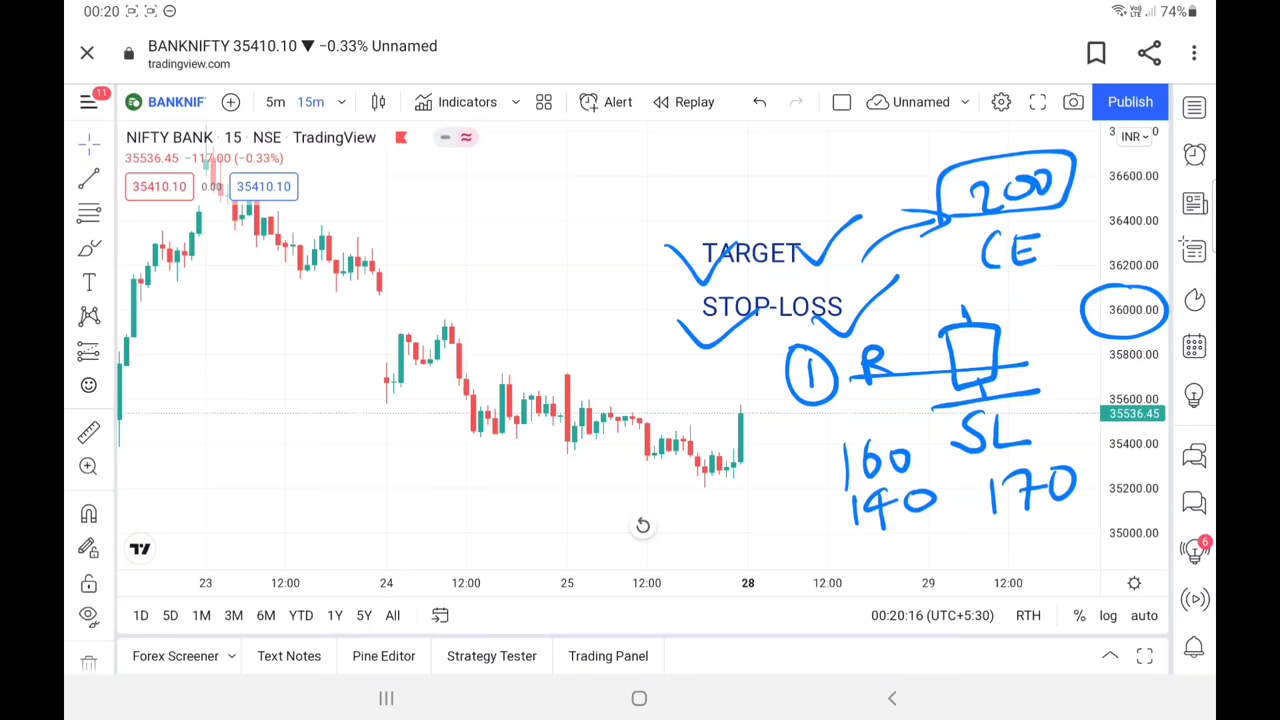 00:20 74%
BANKNIFTY 35410.10 ▼ −0.33% Unnamed
tradingview.com
11 BANKNIF 5m 15m Indicators Alert Replay Unnamed Publish
NIFTY BANK · 15 · NSE · TradingView
INR
35536.45 −117.00 (−0.33%)
35410.10 0.00 35410.10
36600.00
36400.00
36200.00
36000.00
35800.00
35600.00
35536.45
35400.00
35200.00
35000.00
200
CE
TARGET
STOP-LOSS
1 R
SL
160
140 170
23 12:00 24 12:00 25 12:00 28 12:00 29 12:00
1D 5D 1M 3M 6M YTD 1Y 5Y All 00:20:16 (UTC+5:30) RTH % log auto
6
Forex Screener Text Notes Pine Editor Strategy Tester Trading Panel